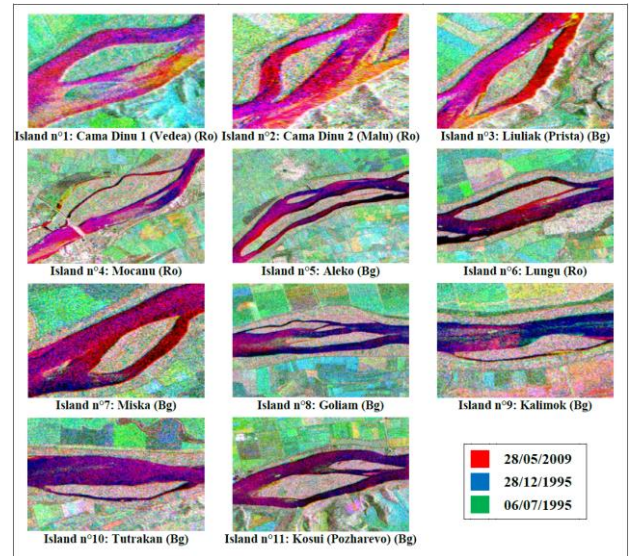 Island n°1: Cama Dinu 1 (Vedea) (Ro)
Island n°2: Cama Dinu 2 (Malu) (Ro)
Island n°3: Liuliak (Prista) (Bg)
Island n°4: Mocanu (Ro)
Island n°5: Aleko (Bg)
Island n°6: Lungu (Ro)
Island n°7: Miska (Bg)
Island n°8: Goliam (Bg)
Island n°9: Kalimok (Bg)
Island n°10: Tutrakan (Bg)
Island n°11: Kosui (Pozharevo) (Bg)
28/05/2009
28/12/1995
06/07/1995